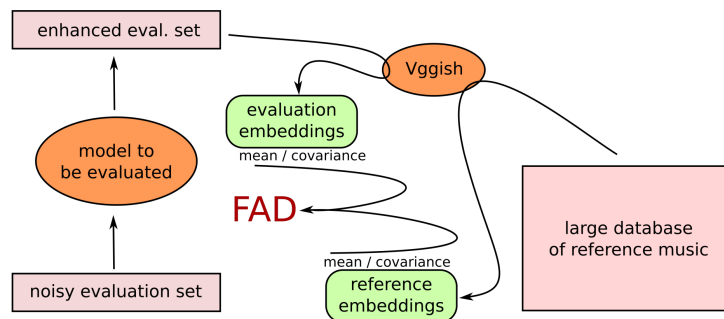 enhanced eval. set
Vggish
evaluation
embeddings
mean / covariance
model to
be evaluated
FAD
large database
of reference music
mean / covariance
noisy evaluation set
reference
embeddings